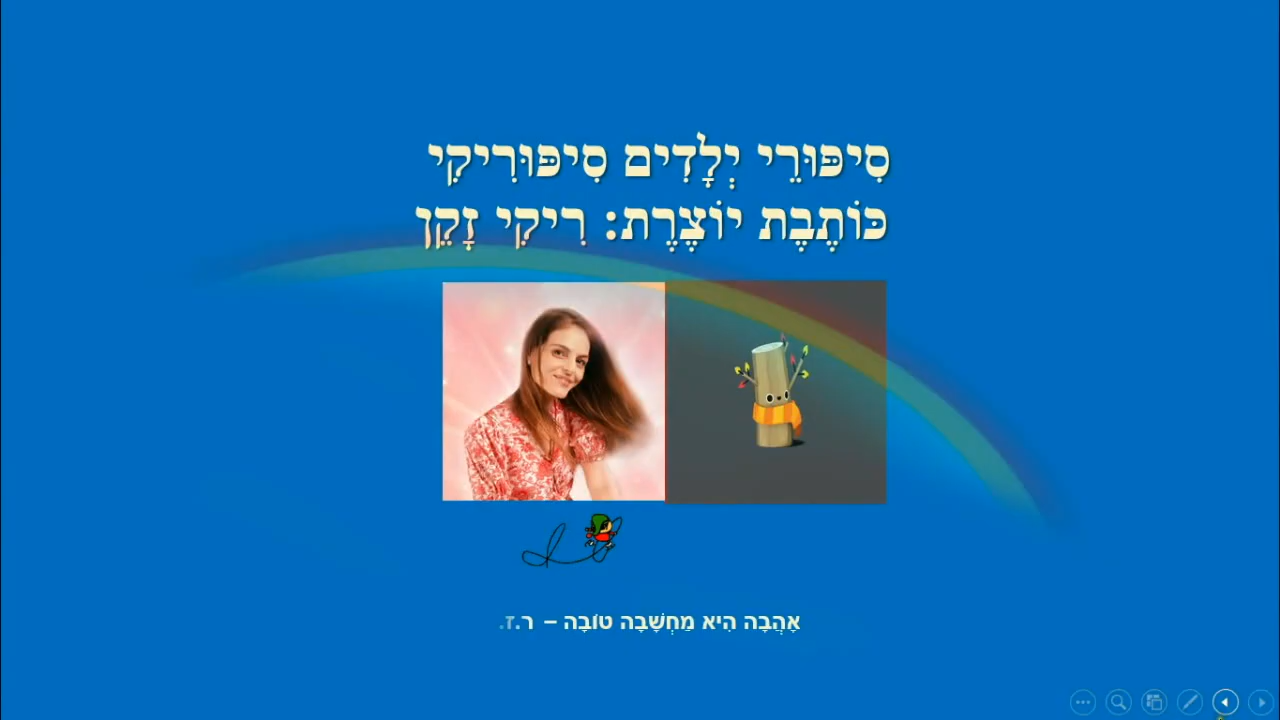 סִיפּוּרֵי יְלָדִים סִיפּוּרִיקִי
כּוֹתֶבֶת יוֹצֶרֶת: רִיקִי זָקֵן
אַהֲבָה הִיא מַחְשָׁבָה טוֹבָה – ר.ז.